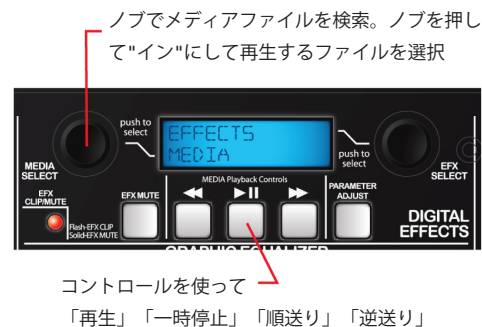 ノブでメディアファイルを検索。ノブを押し
て"イン"にして再生するファイルを選択
push to
select
EFFECTS
MEDIA
push to
select
MEDIA
SELECT
EFX
SELECT
EFX
CLIP/MUTE
EFX MUTE
MEDIA Playback Controls
PARAMETER
ADJUST
Flash-EFX CLIP
Solid-EFX MUTE
DIGITAL
EFFECTS
GRAPHIC EQUALIZER
コントロールを使って
「再生」「一時停止」「順送り」「逆送り」